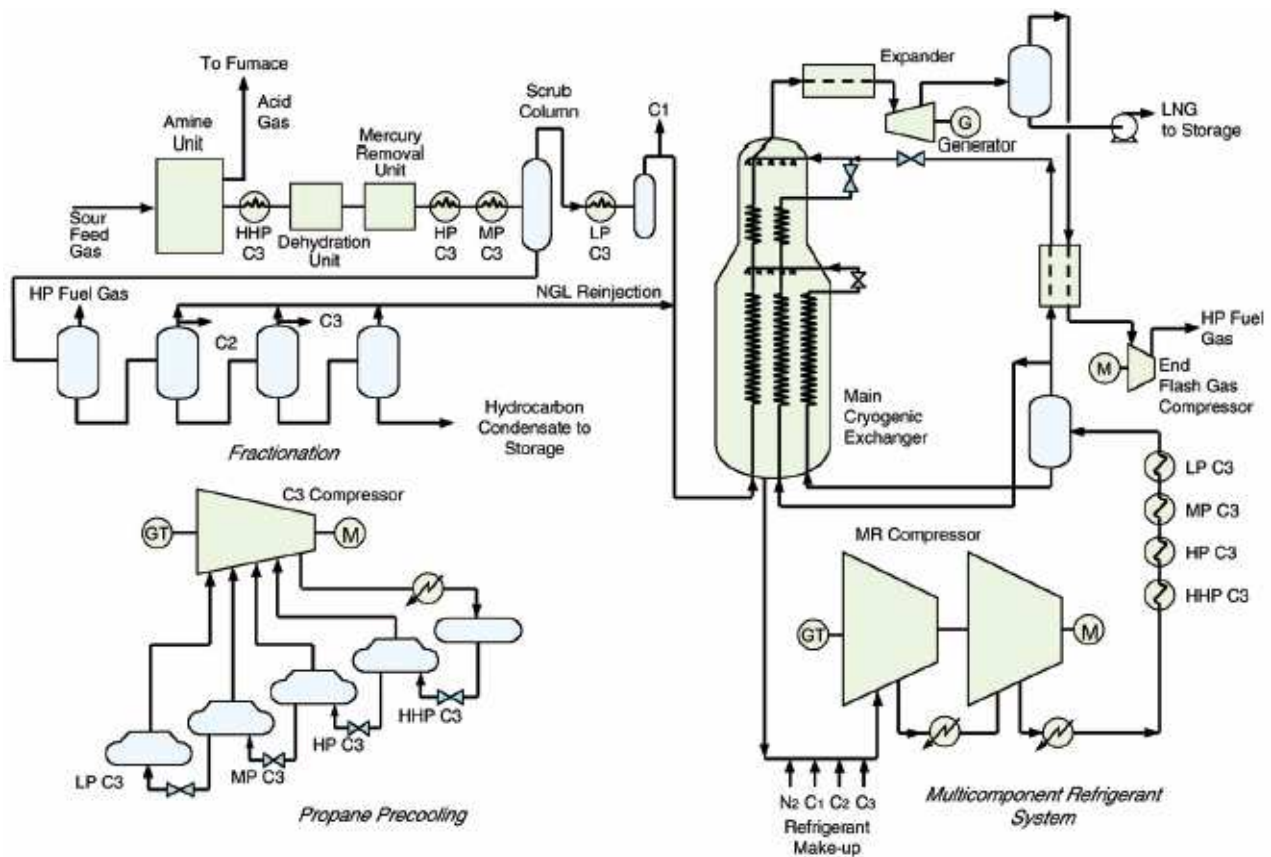 To Furnace
Acid
Gas
Amine
Unit
Sour
Feed
Gas
HHP
C3
Dehydration
Unit
Mercury
Removal
Unit
HP
C3
MP
C3
Scrub
Column
LP
C3
C1
Expander
G
Generator
LNG
to Storage
HP Fuel Gas
C2
C3
NGL Reinjection
Hydrocarbon
Condensate to
Storage
Fractionation
Main
Cryogenic
Exchanger
HP Fuel
Gas
M
End
Flash Gas
Compressor
LP C3
MP C3
HP C3
HHP C3
C3 Compressor
GT
M
HHP C3
HP C3
MP C3
LP C3
Propane Precooling
MR Compressor
GT
M
N2 C1 C2 C3
Refrigerant
Make-up
Multicomponent Refrigerant
System